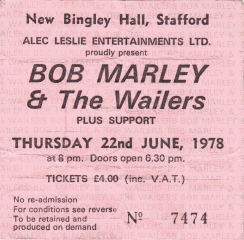 New Bingley Hall, Stafford
ALEC LESLIE ENTERTAINMENTS LTD.
proudly present
BOB MARLEY
& The Wailers
PLUS SUPPORT
THURSDAY 22nd JUNE, 1978
at 8 pm. Doors open 6.30 pm.
TICKETS £4.00 (inc. V.A.T.)
No re-admission
For conditions see reverse
To be retained and
produced on demand
Nº 7474